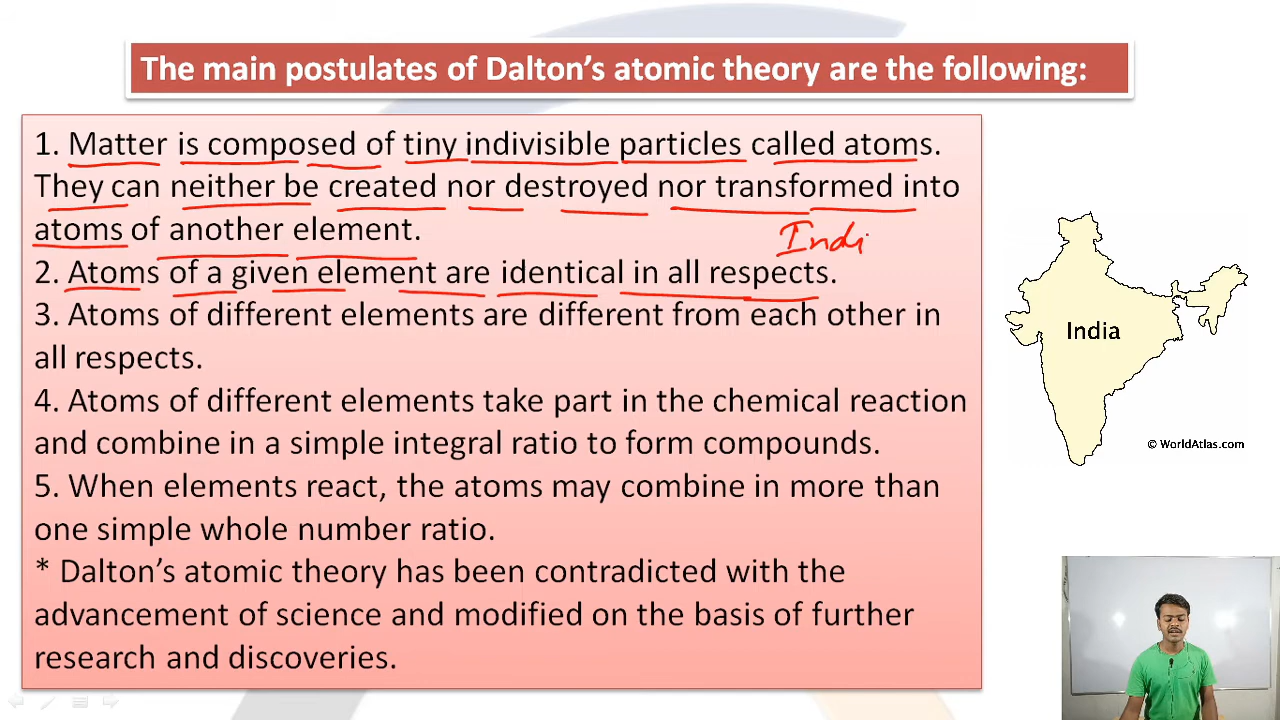 The main postulates of Dalton's atomic theory are the following:
1. Matter is composed of tiny indivisible particles called atoms.
They can neither be created nor destroyed nor transformed into
atoms of another element.
Indi
2. Atoms of a given element are identical in all respects.
3. Atoms of different elements are different from each other in
all respects.
4. Atoms of different elements take part in the chemical reaction
and combine in a simple integral ratio to form compounds.
5. When elements react, the atoms may combine in more than
one simple whole number ratio.
* Dalton's atomic theory has been contradicted with the
advancement of science and modified on the basis of further
research and discoveries.
India
© WorldAtlas.com